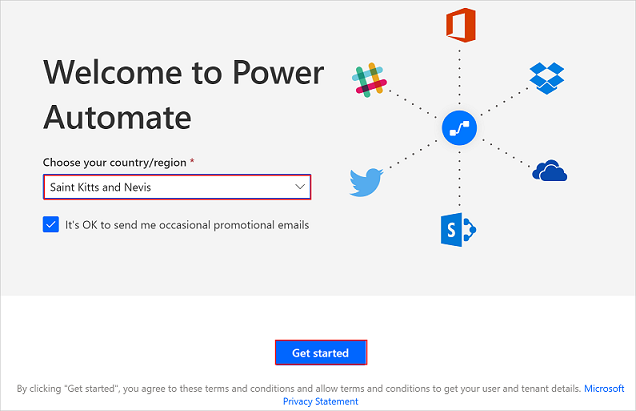 Welcome to Power
Automate
Choose your country/region *
Saint Kitts and Nevis
It's OK to send me occasional promotional emails
S
Get started
By clicking "Get started", you agree to these terms and conditions and allow terms and conditions to get your user and tenant details. Microsoft
Privacy Statement